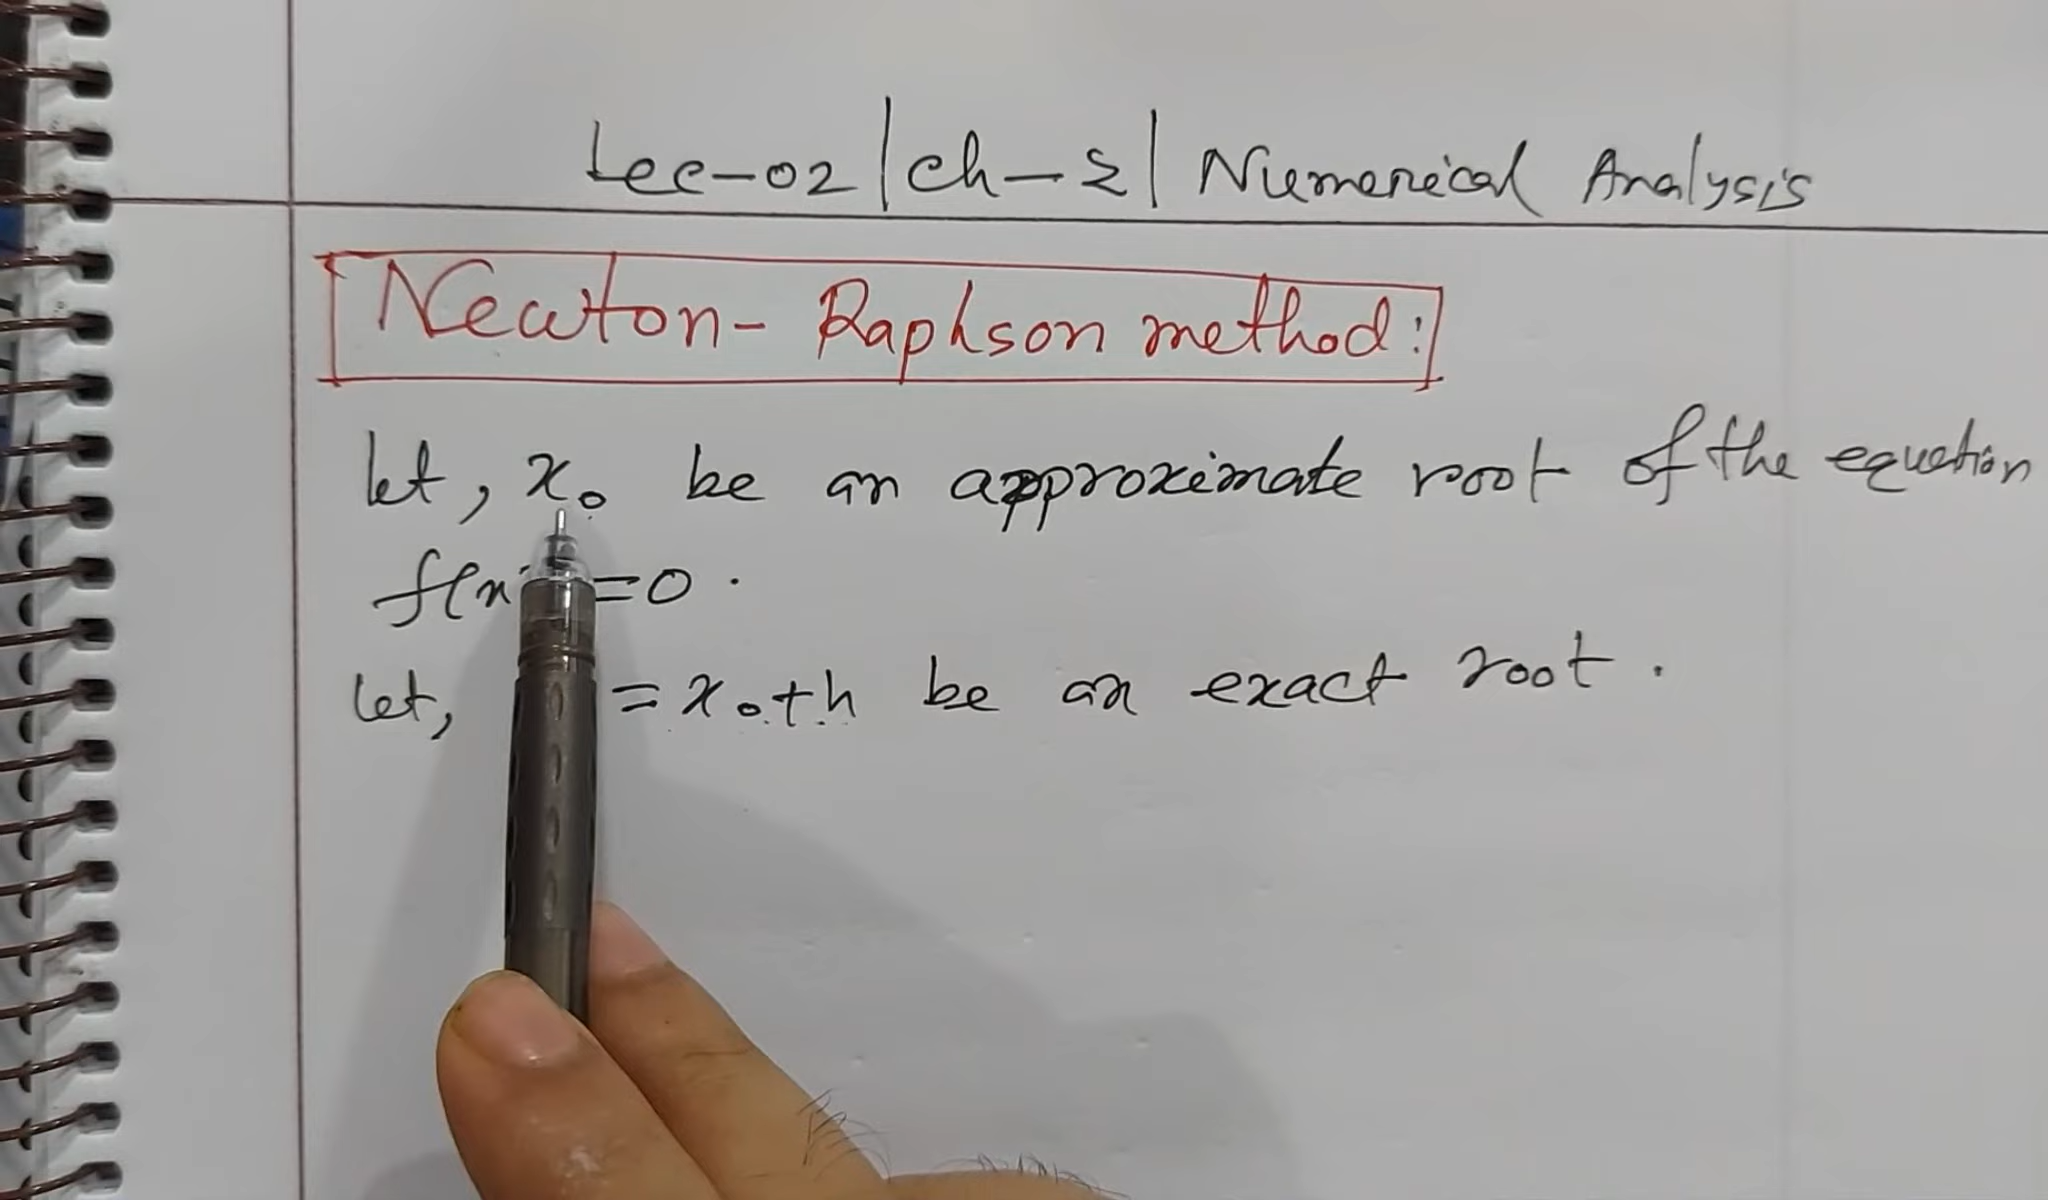 Lec-02 | Ch-2 | Numerical Analysis
Newton-Raphson method:
let, x₀ be an approximate root of the equation
f(x =0.
let, = x₀+h be an exact root.